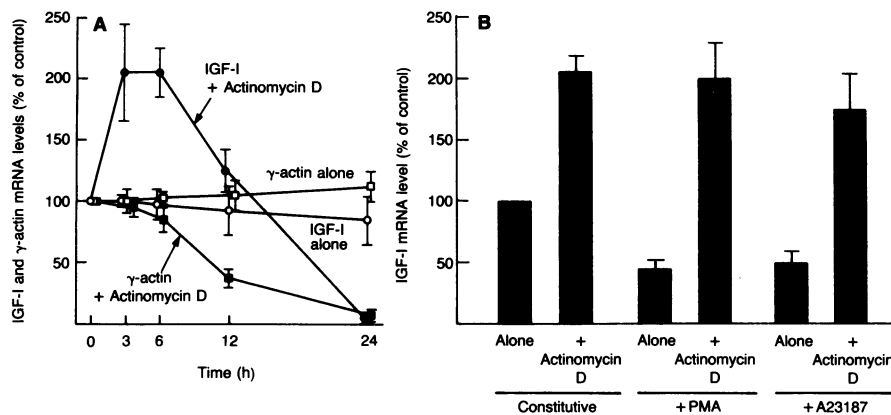 A
IGF-I and γ-actin mRNA levels (% of control)
250
200
150
100
50
IGF-I
+ Actinomycin D
γ-actin alone
IGF-I
alone
γ-actin
+ Actinomycin D
0 3 6 12 24
Time (h)
B
IGF-I mRNA level (% of control)
250
200
150
100
50
Alone + Alone + Alone +
Actinomycin Actinomycin Actinomycin
D D D
Constitutive +PMA +A23187